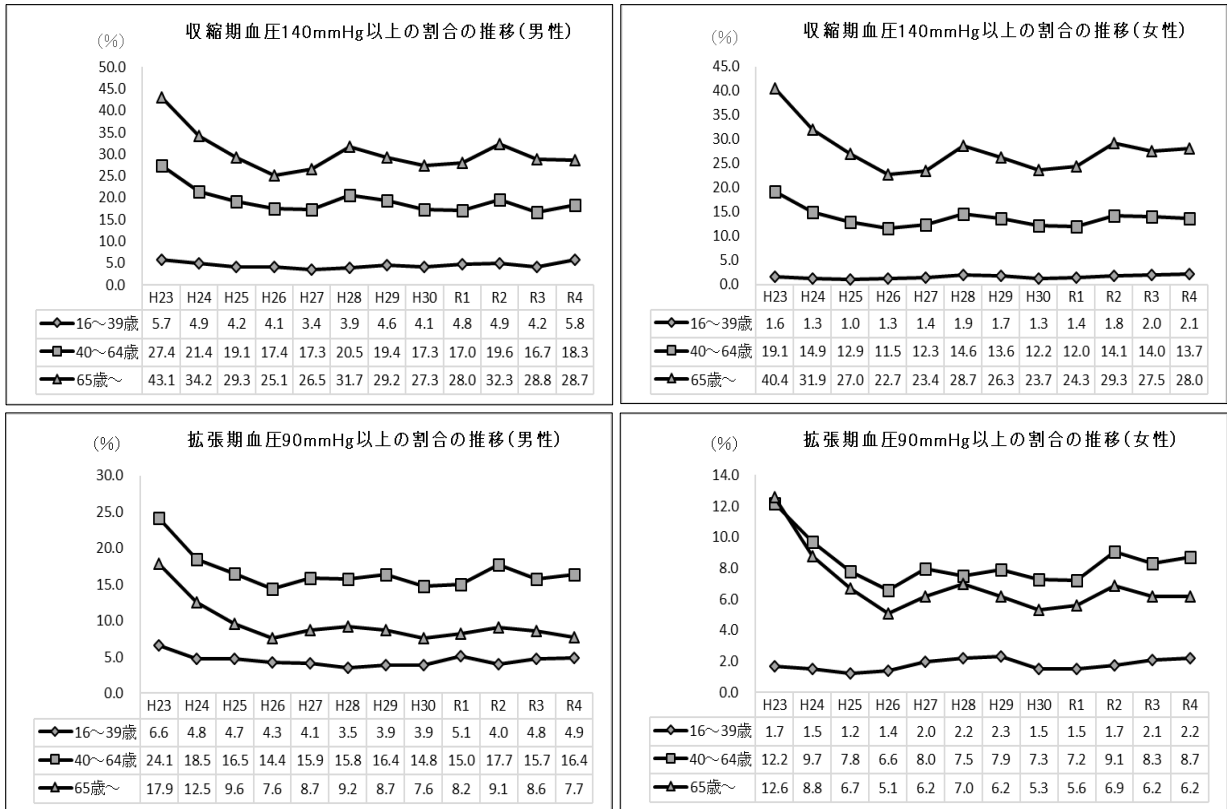 収縮期血圧140mmHg以上の割合の推移(男性)
(%)
50.0
45.0
40.0
35.0
30.0
25.0
20.0
15.0
10.0
5.0
0.0
H23 H24 H25 H26 H27 H28 H29 H30 R1 R2 R3 R4
16～39歳 5.7 4.9 4.2 4.1 3.4 3.9 4.6 4.1 4.8 4.9 4.2 5.8
40～64歳 27.4 21.4 19.1 17.4 17.3 20.5 19.4 17.3 17.0 19.6 16.7 18.3
65歳～ 43.1 34.2 29.3 25.1 26.5 31.7 29.2 27.3 28.0 32.3 28.8 28.7
収縮期血圧140mmHg以上の割合の推移(女性)
(%)
45.0
40.0
35.0
30.0
25.0
20.0
15.0
10.0
5.0
0.0
H23 H24 H25 H26 H27 H28 H29 H30 R1 R2 R3 R4
16～39歳 1.6 1.3 1.0 1.3 1.4 1.9 1.7 1.3 1.4 1.8 2.0 2.1
40～64歳 19.1 14.9 12.9 11.5 12.3 14.6 13.6 12.2 12.0 14.1 14.0 13.7
65歳～ 40.4 31.9 27.0 22.7 23.4 28.7 26.3 23.7 24.3 29.3 27.5 28.0
拡張期血圧90mmHg以上の割合の推移(男性)
(%)
30.0
25.0
20.0
15.0
10.0
5.0
0.0
H23 H24 H25 H26 H27 H28 H29 H30 R1 R2 R3 R4
16～39歳 6.6 4.8 4.7 4.3 4.1 3.5 3.9 3.9 5.1 4.0 4.8 4.9
40～64歳 24.1 18.5 16.5 14.4 15.9 15.8 16.4 14.8 15.0 17.7 15.7 16.4
65歳～ 17.9 12.5 9.6 7.6 8.7 9.2 8.7 7.6 8.2 9.1 8.6 7.7
拡張期血圧90mmHg以上の割合の推移(女性)
(%)
14.0
12.0
10.0
8.0
6.0
4.0
2.0
0.0
H23 H24 H25 H26 H27 H28 H29 H30 R1 R2 R3 R4
16～39歳 1.7 1.5 1.2 1.4 2.0 2.2 2.3 1.5 1.5 1.7 2.1 2.2
40～64歳 12.2 9.7 7.8 6.6 8.0 7.5 7.9 7.3 7.2 9.1 8.3 8.7
65歳～ 12.6 8.8 6.7 5.1 6.2 7.0 6.2 5.3 5.6 6.9 6.2 6.2